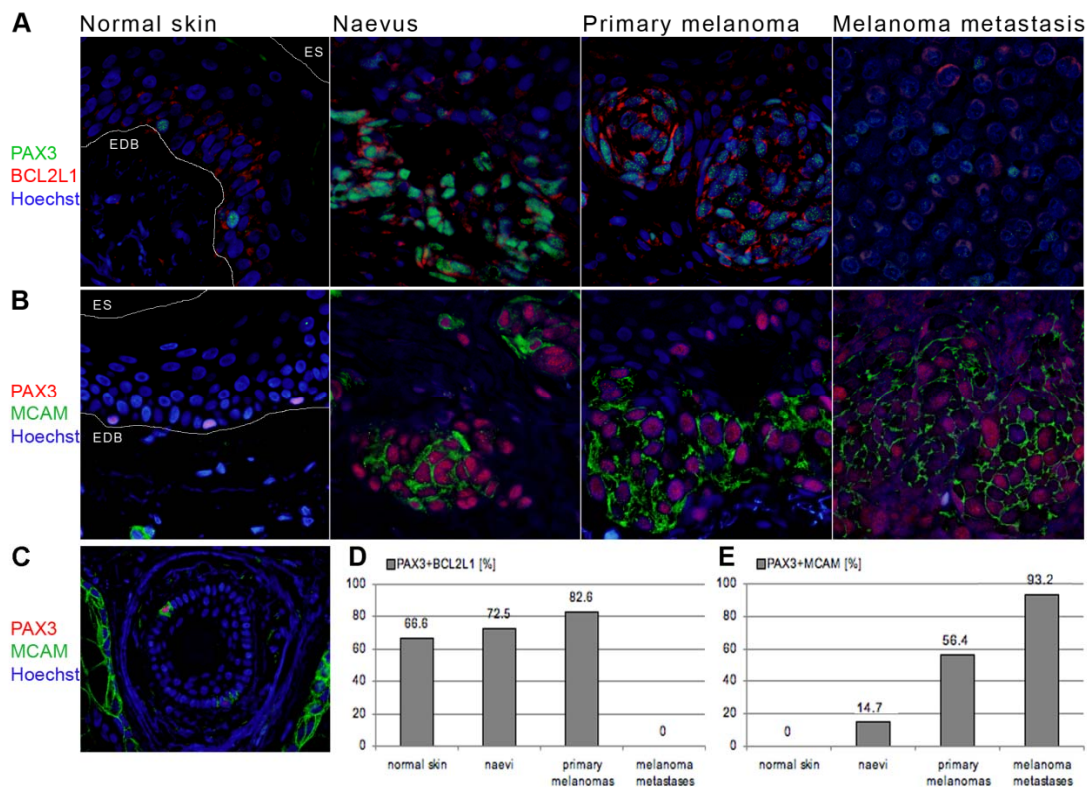 Normal skin
Naevus
Primary melanoma
Melanoma metastasis
A
PAX3
BCL2L1
Hoechst
ES
EDB
B
PAX3
MCAM
Hoechst
ES
EDB
C
PAX3
MCAM
Hoechst
D
PAX3+BCL2L1 [%]
100
80
60
40
20
0
66.6
72.5
82.6
0
normal skin
naevi
primary
melanomas
melanoma
metastases
E
PAX3+MCAM [%]
100
80
60
40
20
0
0
14.7
56.4
93.2
normal skin
naevi
primary
melanomas
melanoma
metastases